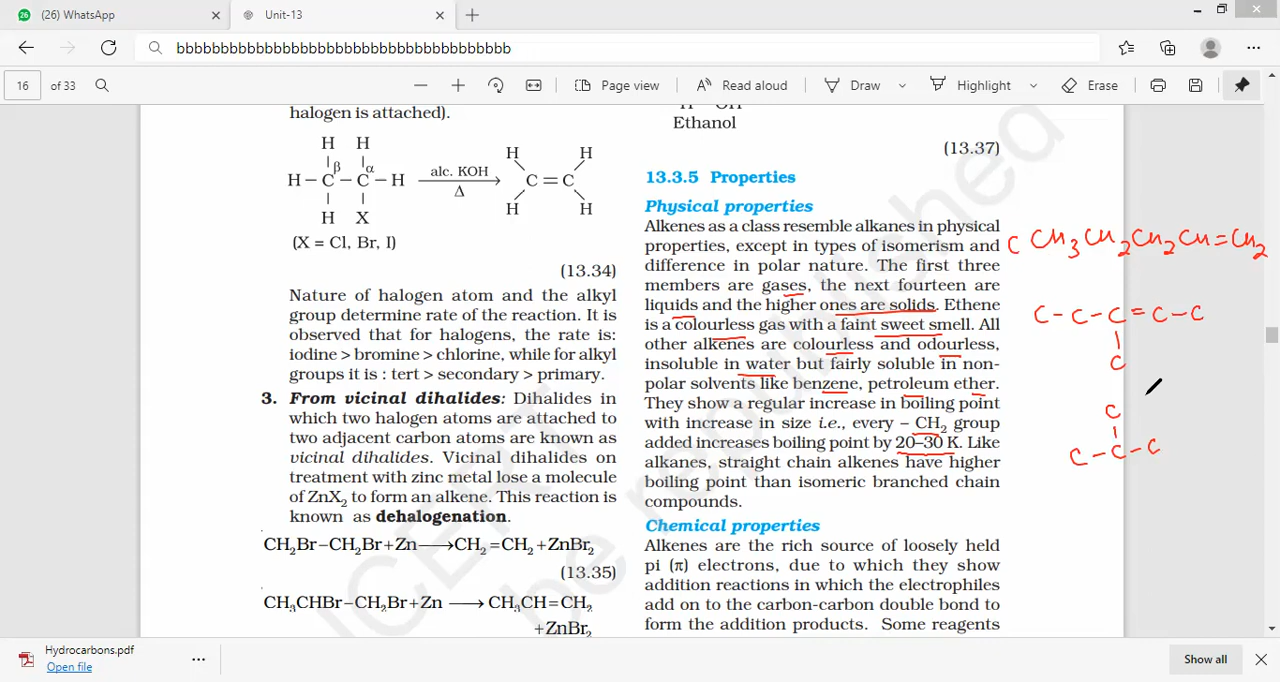 26 (26) WhatsApp
Unit-13
bbbbbbbbbbbbbbbbbbbbbbbbbbbbbbbbbbbbbb
16 of 33
Page view
Read aloud
Draw
Highlight
Erase
halogen is attached).
H H
β α
H – C – C – H
H X
alc. KOH
Δ
H H
C = C
H H
(X = Cl, Br, I)
(13.34)
Nature of halogen atom and the alkyl
group determine rate of the reaction. It is
observed that for halogens, the rate is:
iodine > bromine > chlorine, while for alkyl
groups it is : tert > secondary > primary.
3. From vicinal dihalides: Dihalides in
which two halogen atoms are attached to
two adjacent carbon atoms are known as
vicinal dihalides. Vicinal dihalides on
treatment with zinc metal lose a molecule
of ZnX₂ to form an alkene. This reaction is
known as dehalogenation.
CH₂Br–CH₂Br+Zn⟶CH₂=CH₂+ZnBr₂
(13.35)
CH₃CHBr–CH₂Br+Zn ⟶ CH₃CH=CH₂
+ZnBr₂
H OH
Ethanol
(13.37)
13.3.5 Properties
Physical properties
Alkenes as a class resemble alkanes in physical
properties, except in types of isomerism and
difference in polar nature. The first three
members are gases, the next fourteen are
liquids and the higher ones are solids. Ethene
is a colourless gas with a faint sweet smell. All
other alkenes are colourless and odourless,
insoluble in water but fairly soluble in non-
polar solvents like benzene, petroleum ether.
They show a regular increase in boiling point
with increase in size i.e., every – CH₂ group
added increases boiling point by 20–30 K. Like
alkanes, straight chain alkenes have higher
boiling point than isomeric branched chain
compounds.
Chemical properties
Alkenes are the rich source of loosely held
pi (π) electrons, due to which they show
addition reactions in which the electrophiles
add on to the carbon-carbon double bond to
form the addition products. Some reagents
C CH₃CH₂CH₂CH=CH₂
C-C-C=C-C
C
C
C-C-C
NCERT
be republished
Hydrocarbons.pdf
Open file
Show all